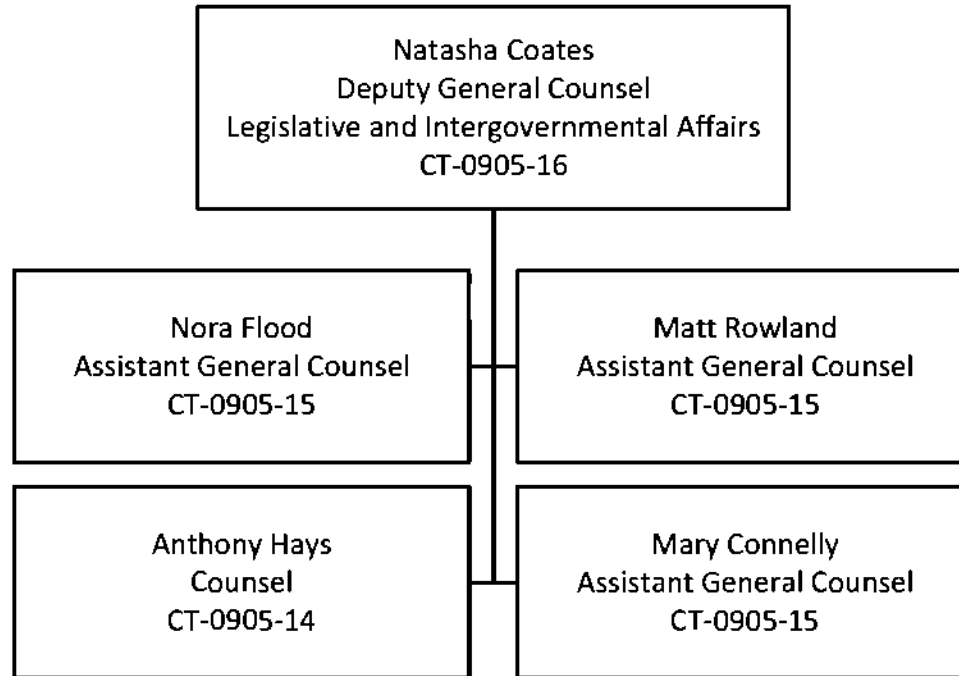 Natasha Coates
Deputy General Counsel
Legislative and Intergovernmental Affairs
CT-0905-16
Nora Flood
Assistant General Counsel
CT-0905-15
Matt Rowland
Assistant General Counsel
CT-0905-15
Anthony Hays
Counsel
CT-0905-14
Mary Connelly
Assistant General Counsel
CT-0905-15